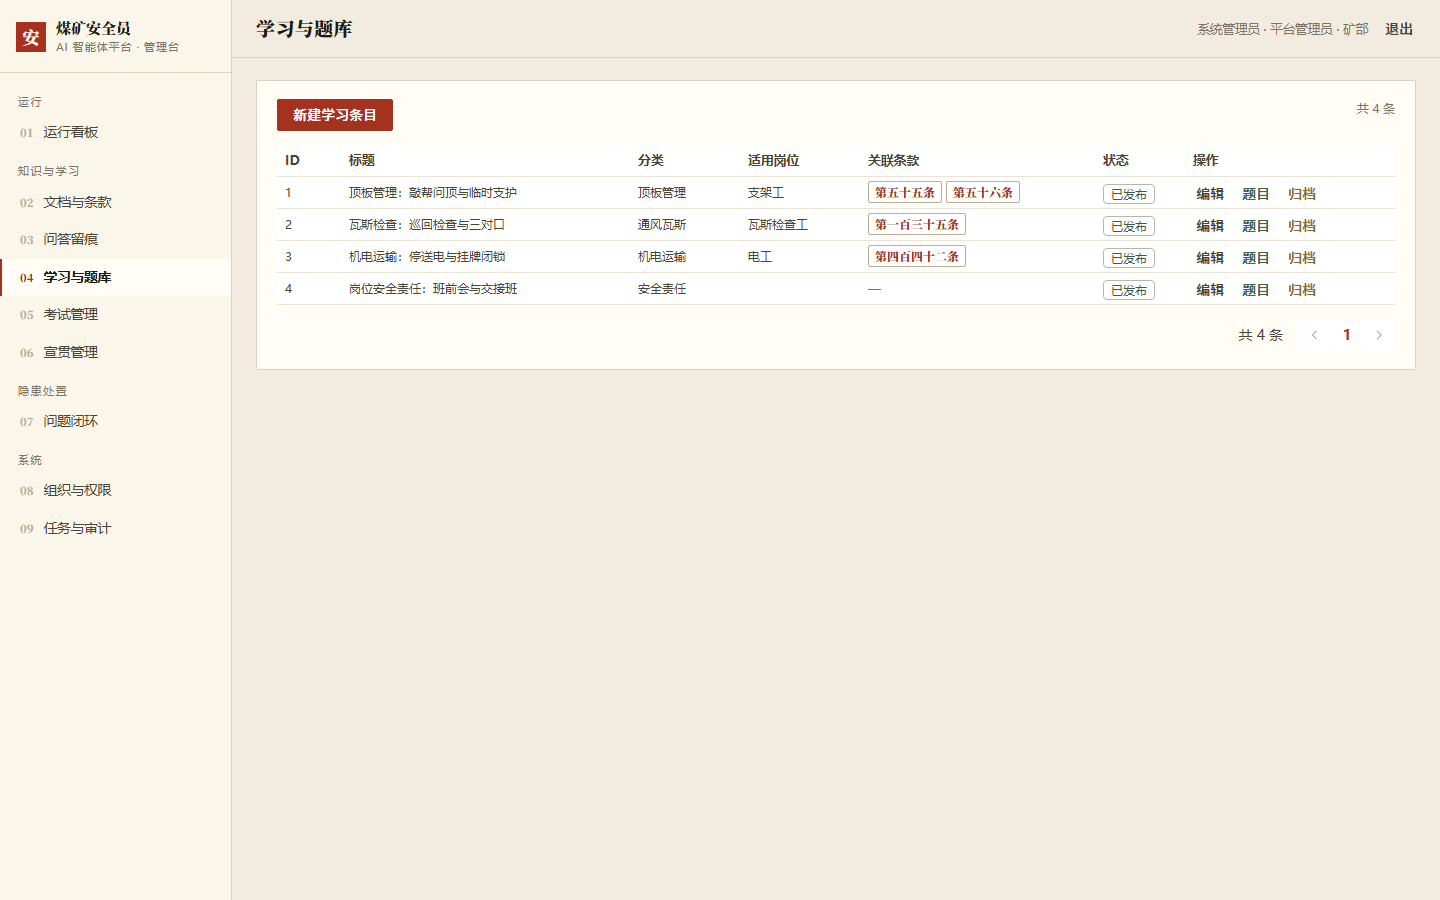 安
煤矿安全员
AI 智能体平台 · 管理台
运行
01 运行看板
知识与学习
02 文档与条款
03 问答留痕
04 学习与题库
05 考试管理
06 宣贯管理
隐患处置
07 问题闭环
系统
08 组织与权限
09 任务与审计
学习与题库
系统管理员 · 平台管理员 · 矿部 退出
新建学习条目
共 4 条
ID 标题 分类 适用岗位 关联条款 状态 操作
1 顶板管理：敲帮问顶与临时支护 顶板管理 支架工 第五十五条 第五十六条 已发布 编辑 题目 归档
2 瓦斯检查：巡回检查与三对口 通风瓦斯 瓦斯检查工 第一百三十五条 已发布 编辑 题目 归档
3 机电运输：停送电与挂牌闭锁 机电运输 电工 第四百四十二条 已发布 编辑 题目 归档
4 岗位安全责任：班前会与交接班 安全责任 — 已发布 编辑 题目 归档
共 4 条 1